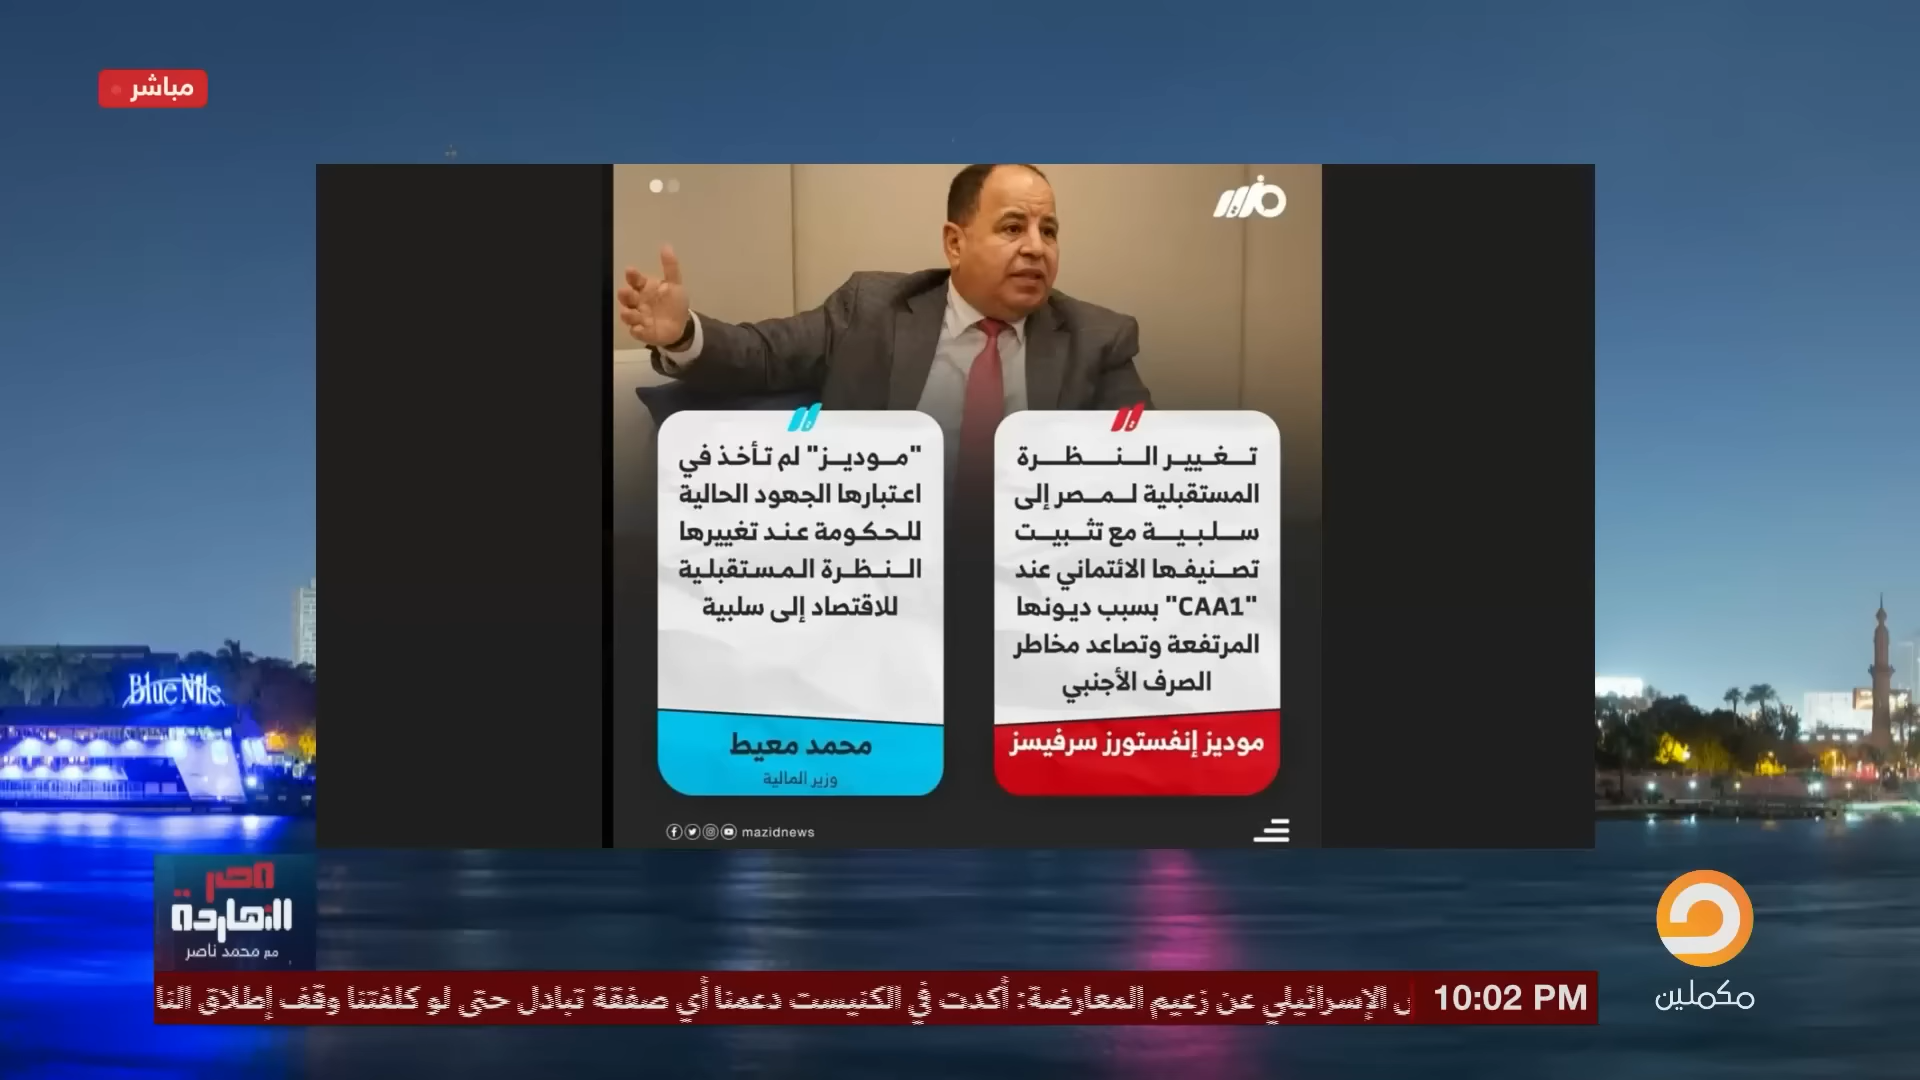 مباشر
مزيد
تغيير النظرة
المستقبلية لمصر إلى
سلبية مع تثبيت
تصنيفها الائتماني عند
"CAA1" بسبب ديونها
المرتفعة وتصاعد مخاطر
الصرف الأجنبي
موديز إنفستورز سرفيسز
"موديز" لم تأخذ في
اعتبارها الجهود الحالية
للحكومة عند تغييرها
النظرة المستقبلية
للاقتصاد إلى سلبية
محمد معيط
وزير المالية
mazidnews
Blue Nile
مصر
النهاردة
مع محمد ناصر
مكملين
10:02 PM
الإسرائيلي عن زعيم المعارضة: أكدت في الكنيست دعمنا أي صفقة تبادل حتى لو كلفتنا وقف إطلاق